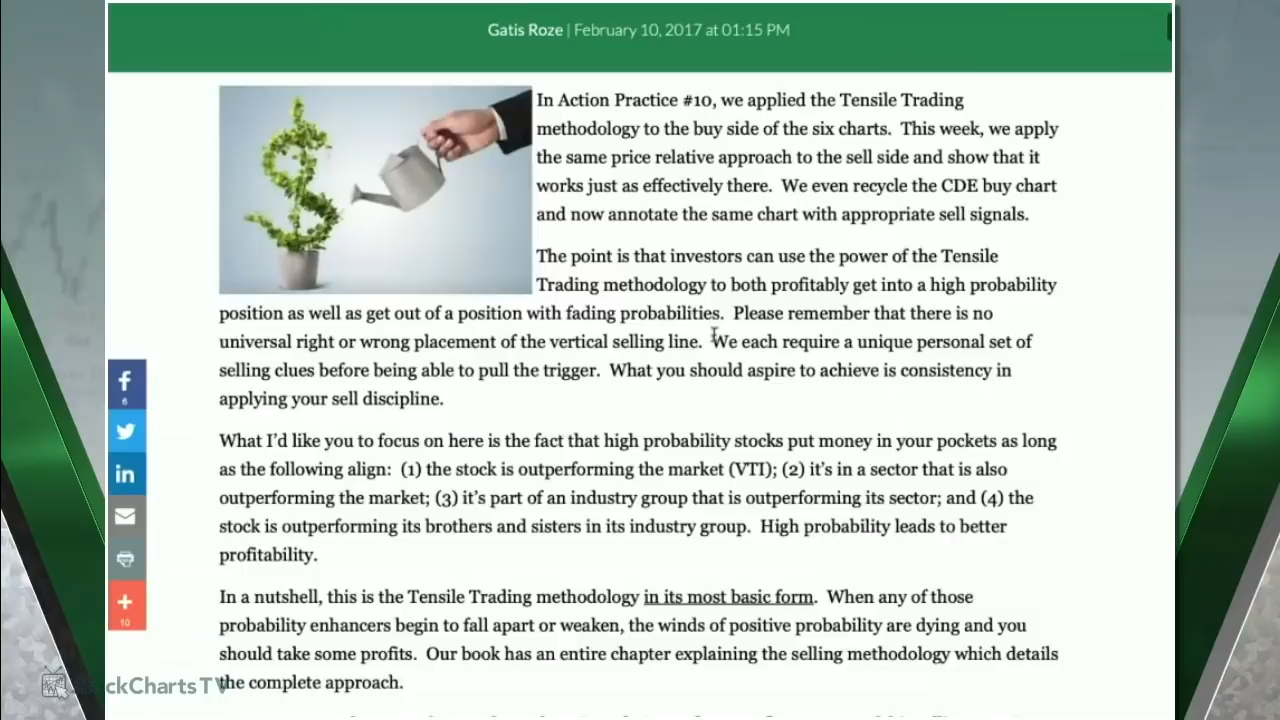 Gatis Roze | February 10, 2017 at 01:15 PM
In Action Practice #10, we applied the Tensile Trading
methodology to the buy side of the six charts.  This week, we apply
the same price relative approach to the sell side and show that it
works just as effectively there.  We even recycle the CDE buy chart
and now annotate the same chart with appropriate sell signals.
The point is that investors can use the power of the Tensile
Trading methodology to both profitably get into a high probability
position as well as get out of a position with fading probabilities.  Please remember that there is no
universal right or wrong placement of the vertical selling line.  We each require a unique personal set of
selling clues before being able to pull the trigger.  What you should aspire to achieve is consistency in
applying your sell discipline.
What I'd like you to focus on here is the fact that high probability stocks put money in your pockets as long
as the following align:  (1) the stock is outperforming the market (VTI); (2) it's in a sector that is also
outperforming the market; (3) it's part of an industry group that is outperforming its sector; and (4) the
stock is outperforming its brothers and sisters in its industry group.  High probability leads to better
profitability.
In a nutshell, this is the Tensile Trading methodology in its most basic form.  When any of those
probability enhancers begin to fall apart or weaken, the winds of positive probability are dying and you
should take some profits.  Our book has an entire chapter explaining the selling methodology which details
the complete approach.
6
in
10
StockChartsTV